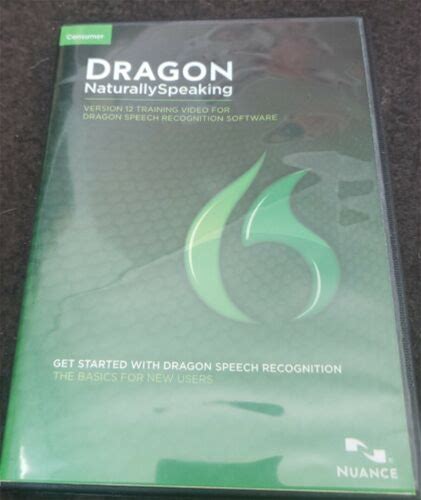 Consumer
DRAGON
NaturallySpeaking
VERSION 12 TRAINING VIDEO FOR
DRAGON SPEECH RECOGNITION SOFTWARE
GET STARTED WITH DRAGON SPEECH RECOGNITION
THE BASICS FOR NEW USERS
NUANCE